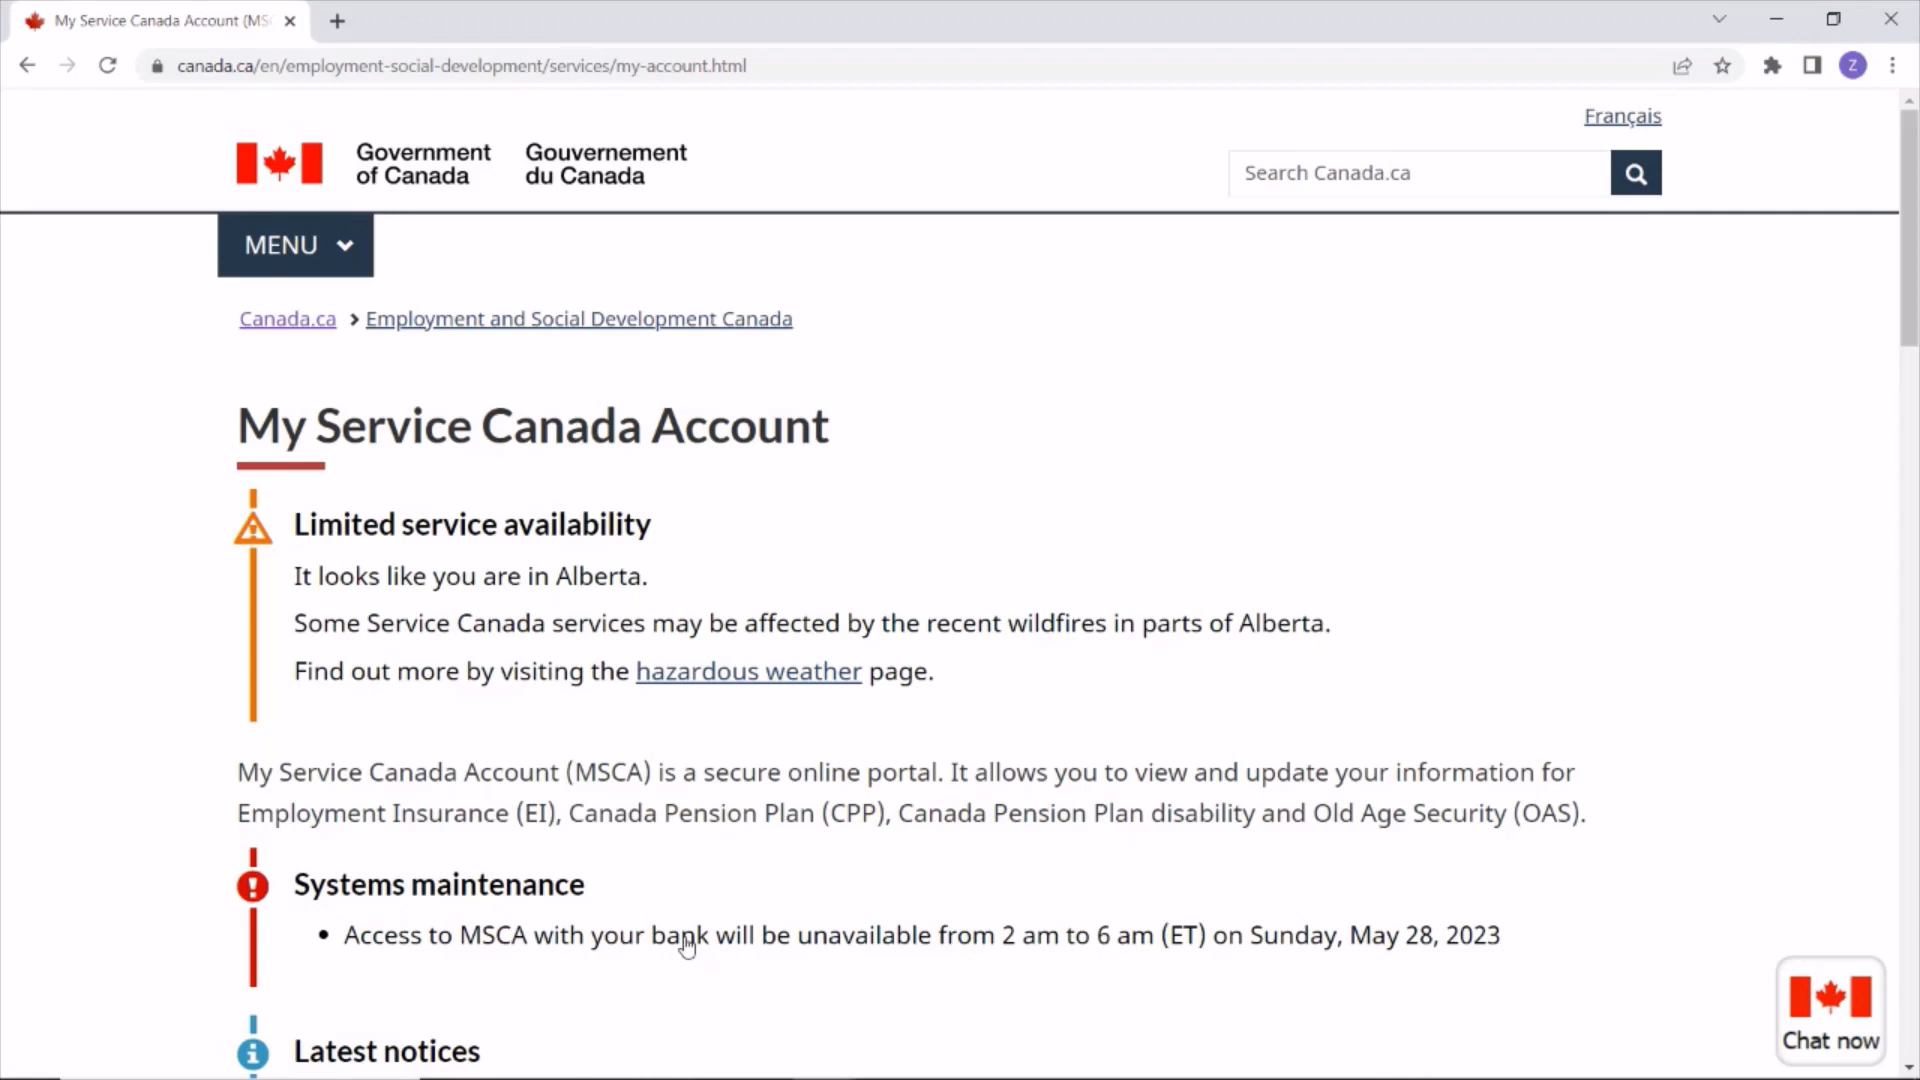 My Service Canada Account (MS
canada.ca/en/employment-social-development/services/my-account.html
Z
Français
Government of Canada
Gouvernement du Canada
Search Canada.ca
MENU
Canada.ca > Employment and Social Development Canada
My Service Canada Account
Limited service availability
It looks like you are in Alberta.
Some Service Canada services may be affected by the recent wildfires in parts of Alberta.
Find out more by visiting the hazardous weather page.
My Service Canada Account (MSCA) is a secure online portal. It allows you to view and update your information for
Employment Insurance (EI), Canada Pension Plan (CPP), Canada Pension Plan disability and Old Age Security (OAS).
Systems maintenance
• Access to MSCA with your bank will be unavailable from 2 am to 6 am (ET) on Sunday, May 28, 2023
Latest notices
Chat now